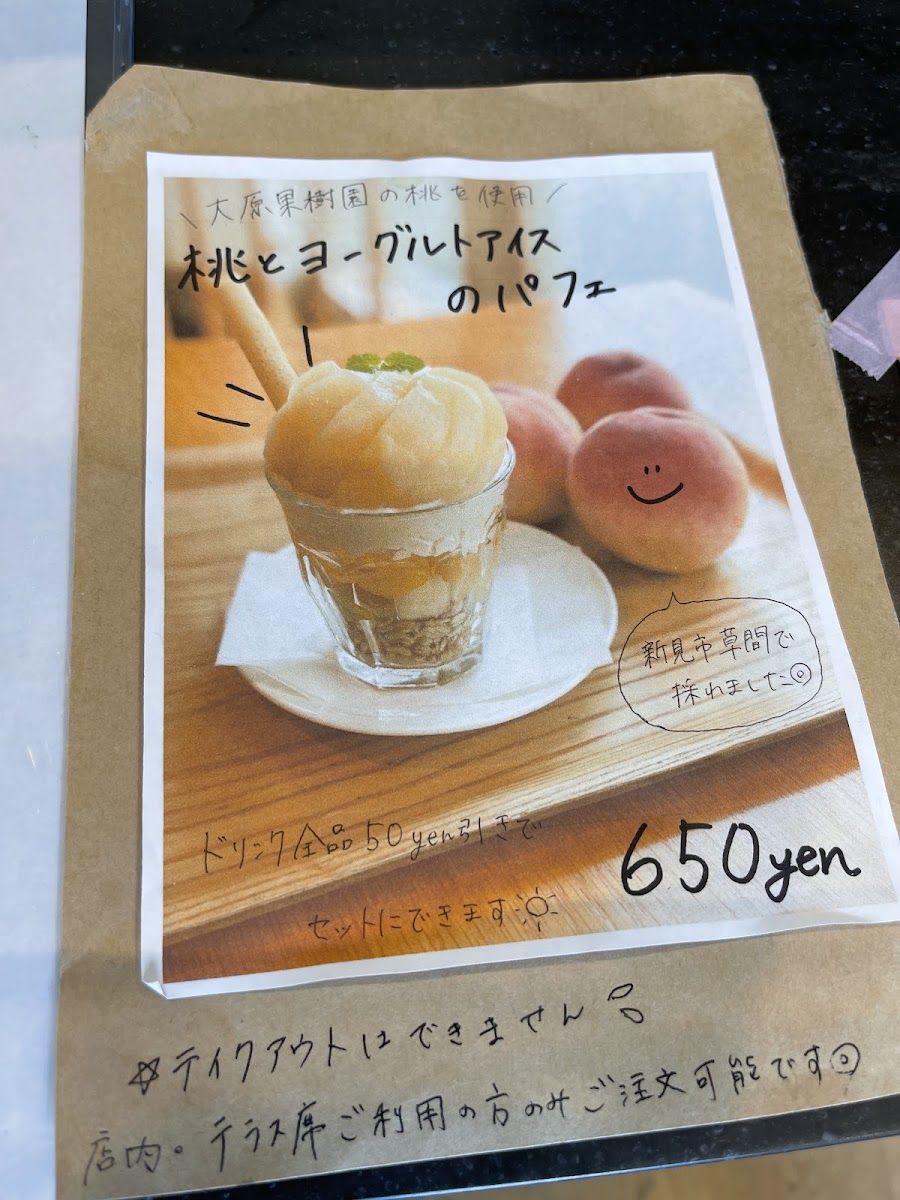 \大原果樹園の桃を使用/
桃とヨーグルトアイス
のパフェ
新見市草間で
採れました◎
ドリンク全品50yen引きで
セットにできます
650yen
☆テイクアウトはできません
店内。テラス席ご利用の方のみご注文可能です◎